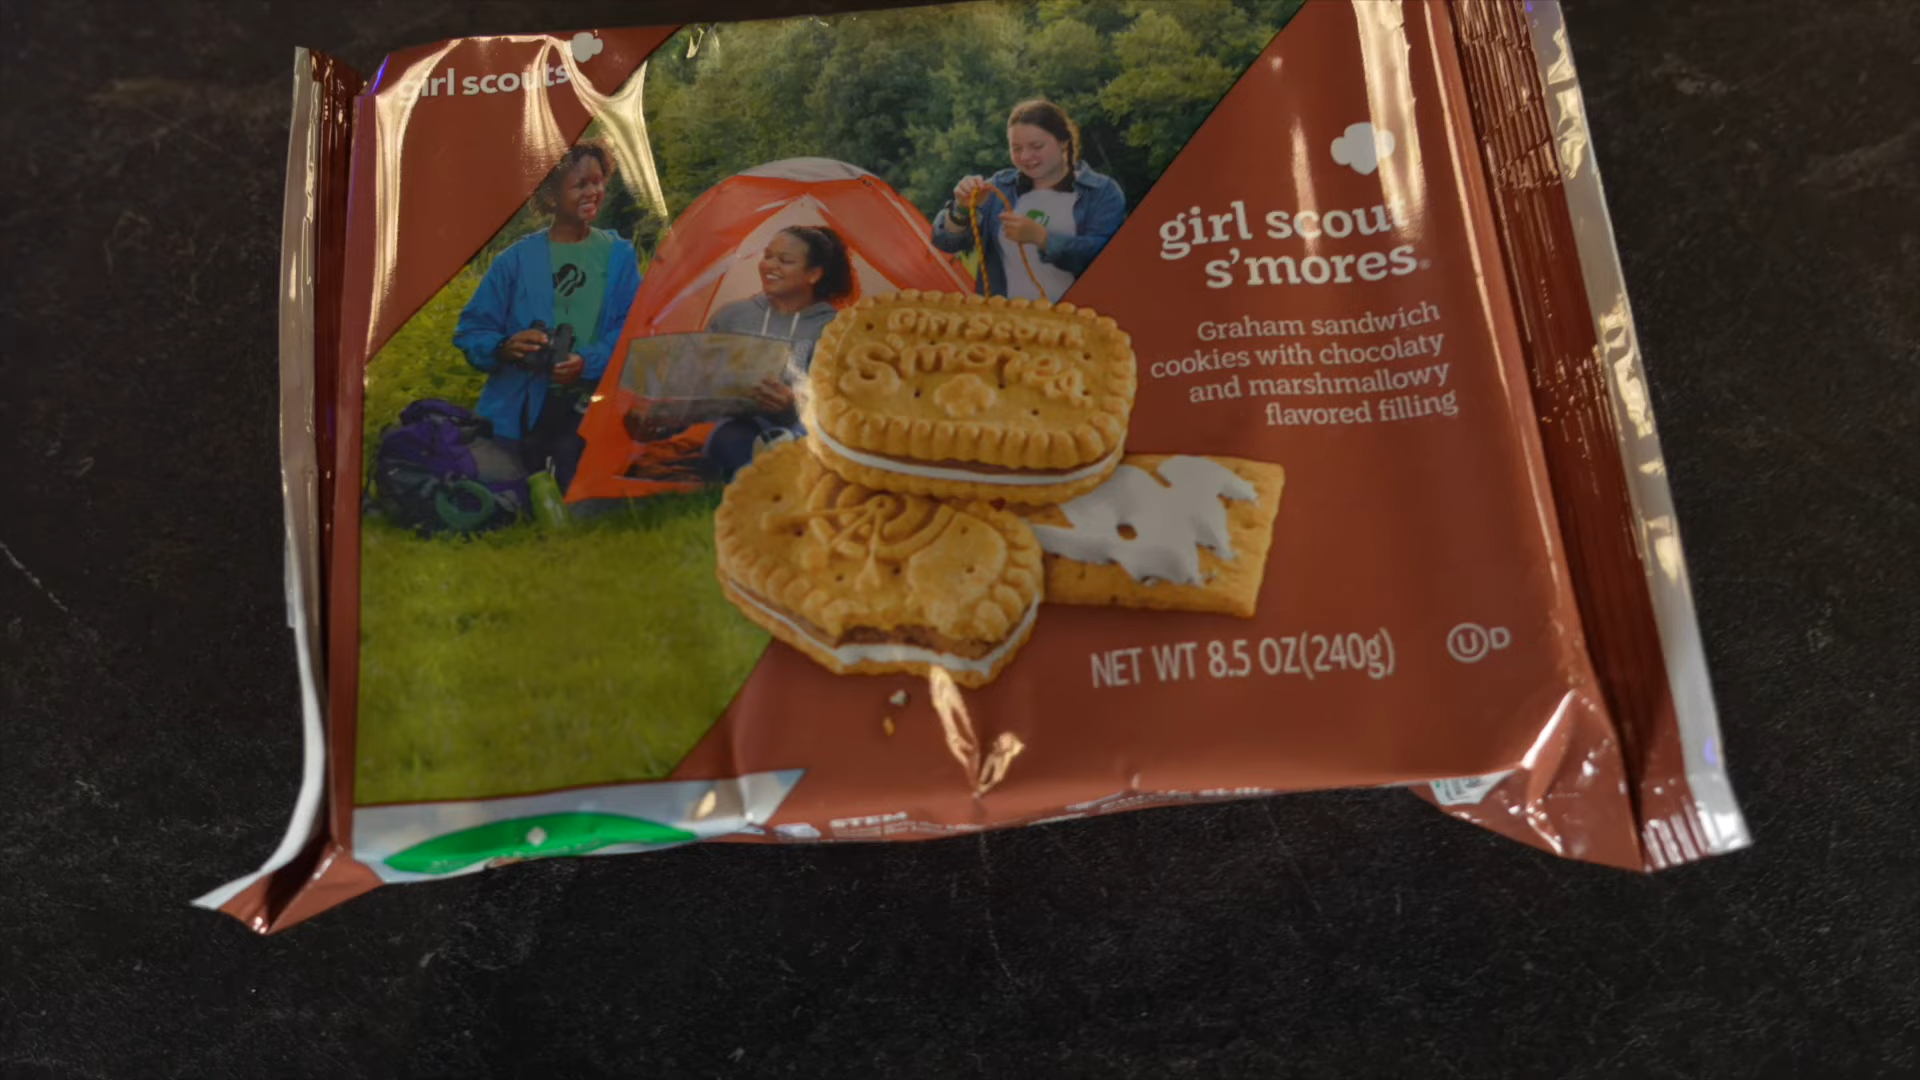 girl scouts
girl scout
s'mores®
Graham sandwich
cookies with chocolaty
and marshmallowy
flavored filling
Girl Scout
S'mores
NET WT 8.5 OZ(240g)
U D
STEM